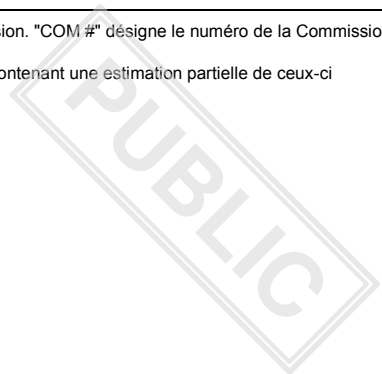 sion. "COM #" désigne le numéro de la Commissio
ontenant une estimation partielle de ceux-ci
PUBLIC